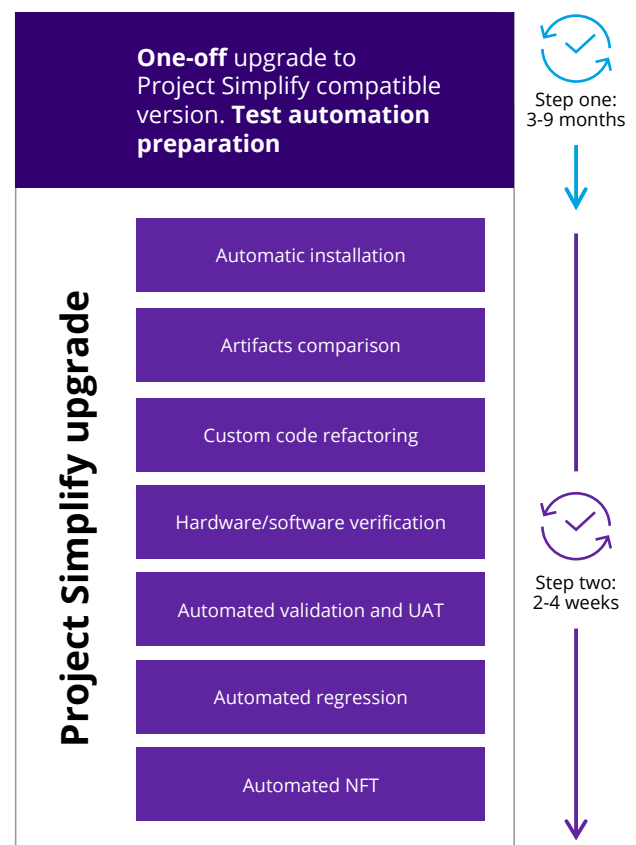 One-off upgrade to
Project Simplify compatible
version. Test automation
preparation
Step one:
3-9 months
Project Simplify upgrade
Automatic installation
Artifacts comparison
Custom code refactoring
Hardware/software verification
Automated validation and UAT
Automated regression
Automated NFT
Step two:
2-4 weeks